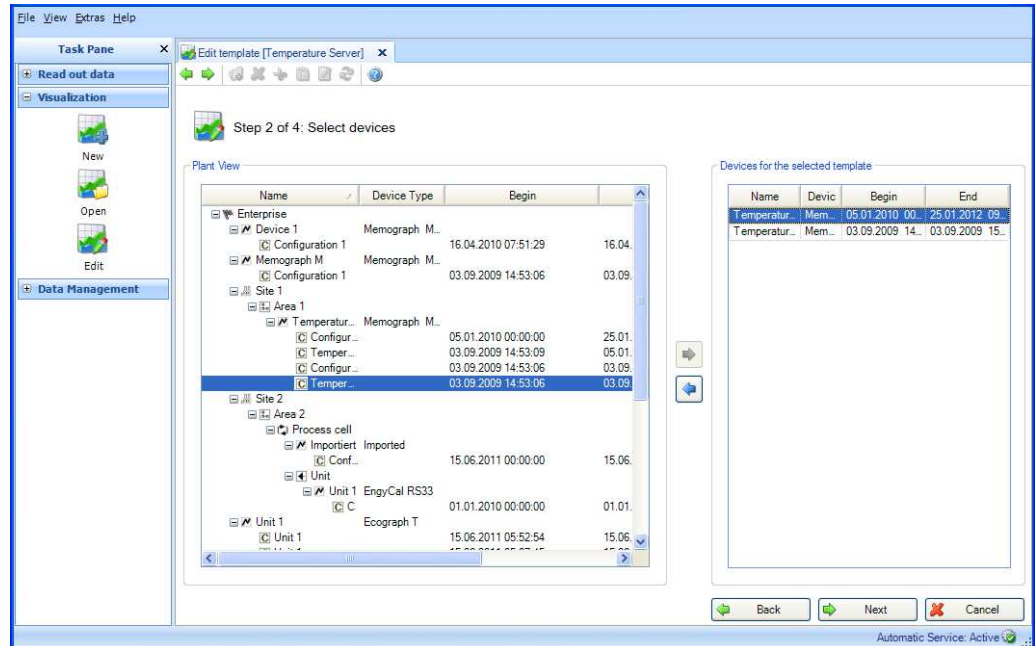 File View Extras Help
Task Pane X
Edit template [Temperature Server] X
Read out data
Visualization
New
Open
Edit
Data Management
Step 2 of 4: Select devices
Plant View
Name Device Type Begin
Enterprise
Device 1 Memograph M...
C Configuration 1 16.04.2010 07:51:29 16.04.
Memograph M Memograph M...
C Configuration 1 03.09.2009 14:53:06 03.09.
Site 1
Area 1
Temperatur... Memograph M...
C Configur... 05.01.2010 00:00:00 25.01.
C Temper... 03.09.2009 14:53:09 05.01.
C Configur... 03.09.2009 14:53:06 03.09.
C Temper... 03.09.2009 14:53:06 03.09.
Site 2
Area 2
Process cell
Importiert Imported
C Conf... 15.06.2011 00:00:00 15.06.
Unit
Unit 1 EngyCal RS33
C C 01.01.2010 00:00:00 01.01.
Unit 1 Ecograph T
C Unit 1 15.06.2011 05:52:54 15.06.
Devices for the selected template
Name Devic Begin End
Temperatur... Mem... 05.01.2010 00... 25.01.2012 09...
Temperatur... Mem... 03.09.2009 14... 03.09.2009 15...
Back Next Cancel
Automatic Service: Active